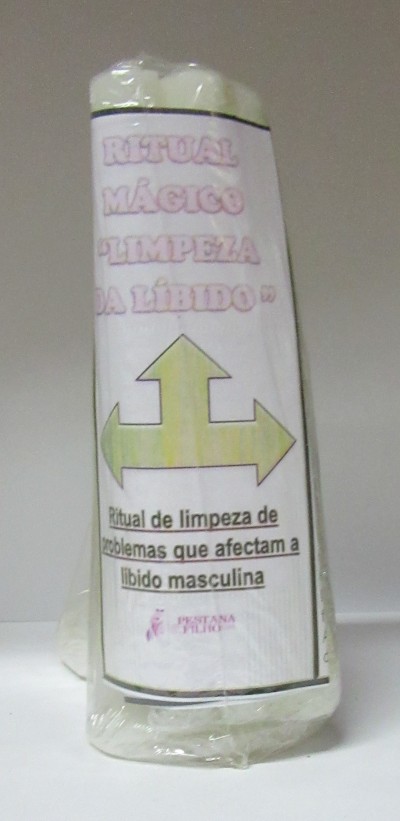 RITUAL
MÁGICO
"LIMPEZA
DA LÍBIDO"
Ritual de limpeza de
problemas que afectam a
líbido masculina
PESTANA
FILHO